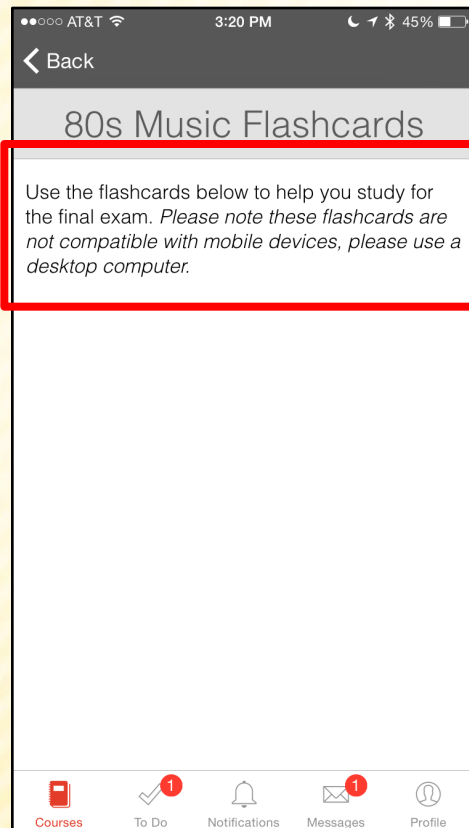 AT&T 3:20 PM 45%
Back
80s Music Flashcards
Use the flashcards below to help you study for
the final exam. Please note these flashcards are
not compatible with mobile devices, please use a
desktop computer.
1 1
Courses To Do Notifications Messages Profile